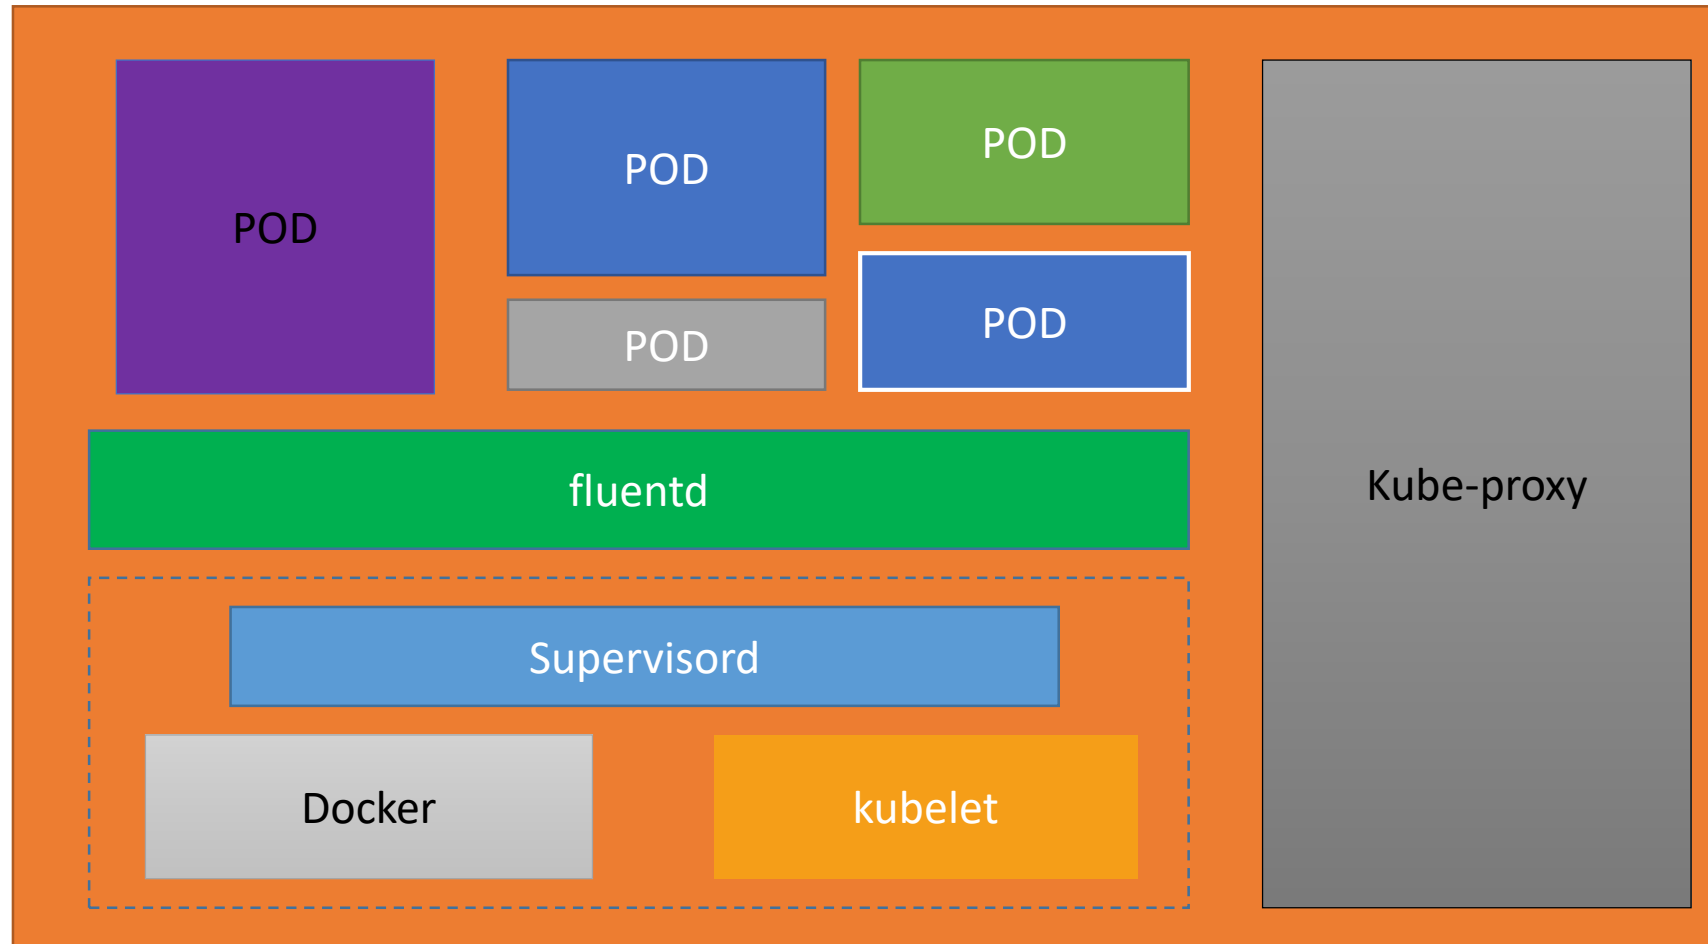 POD
POD
POD
POD
POD
fluentd
Kube-proxy
Supervisord
Docker
kubelet